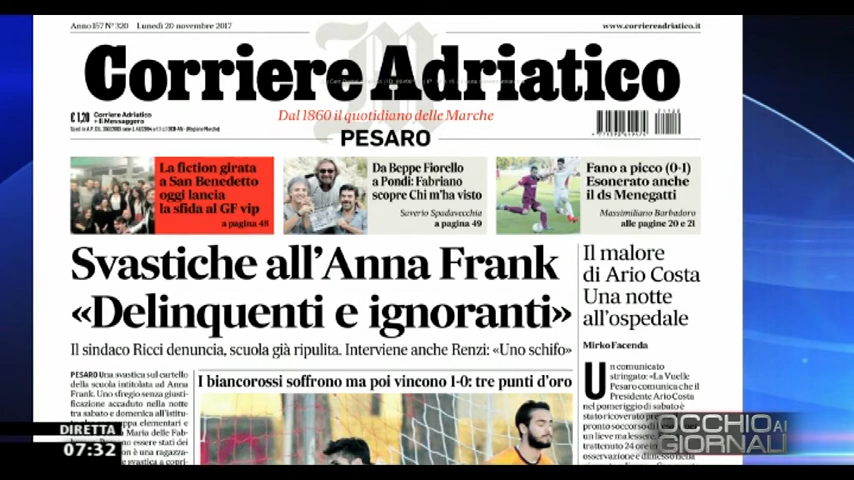 Anno 157 N° 320 Lunedì 20 novembre 2017
www.corriereadriatico.it
Corriere Adriatico
€ 1,20
Corriere Adriatico
+ Il Messaggero
Dal 1860 il quotidiano delle Marche
PESARO
La fiction girata
a San Benedetto
oggi lancia
la sfida al GF vip
a pagina 48
Da Beppe Fiorello
a Pondi: Fabriano
scopre Chi m'ha visto
Saverio Spadavecchia
a pagina 49
Fano a picco (0-1)
Esonerato anche
il ds Menegatti
Massimiliano Barbadoro
alle pagine 20 e 21
Svastiche all'Anna Frank
«Delinquenti e ignoranti»
Il sindaco Ricci denuncia, scuola già ripulita. Interviene anche Renzi: «Uno schifo»
Il malore
di Ario Costa
Una notte
all'ospedale
Mirko Facenda
PESARO Una svastica sul cartello
della scuola intitolata ad Anna
Frank. Uno sfregio senza giusti-
ficazione accaduto nella notte
tra sabato e domenica all'istitu-
I biancorossi soffrono ma poi vincono 1-0: tre punti d'oro
Un comunicato
stringato: «La Vuelle
Pesaro comunica che il
Presidente Ario Costa
nel pomeriggio di sabato è
stato ricoverato
pronto soccorso
un lieve malessere.
trattenuto 24 ore in
osservazione e dimesso nella
DIRETTA
07:32
OCCHIO AI
GIORNALI